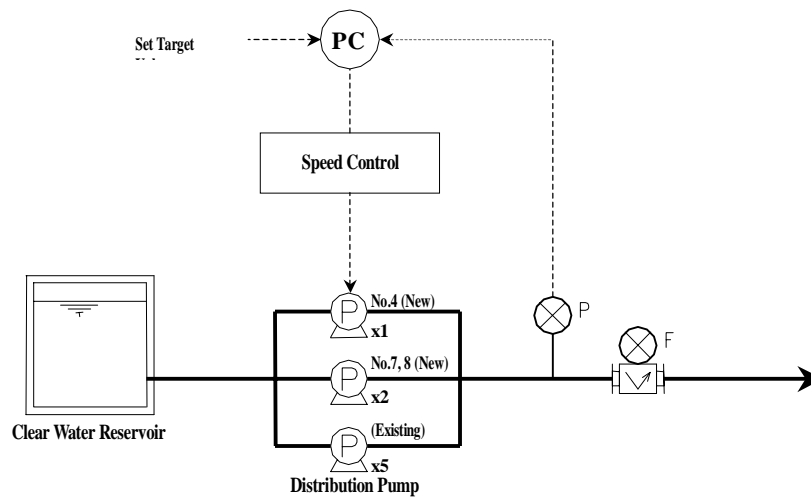 Set Target
PC
Speed Control
No.4 (New)
P
x1
P
F
No.7, 8 (New)
P
x2
(Existing)
P
x5
Clear Water Reservoir
Distribution Pump